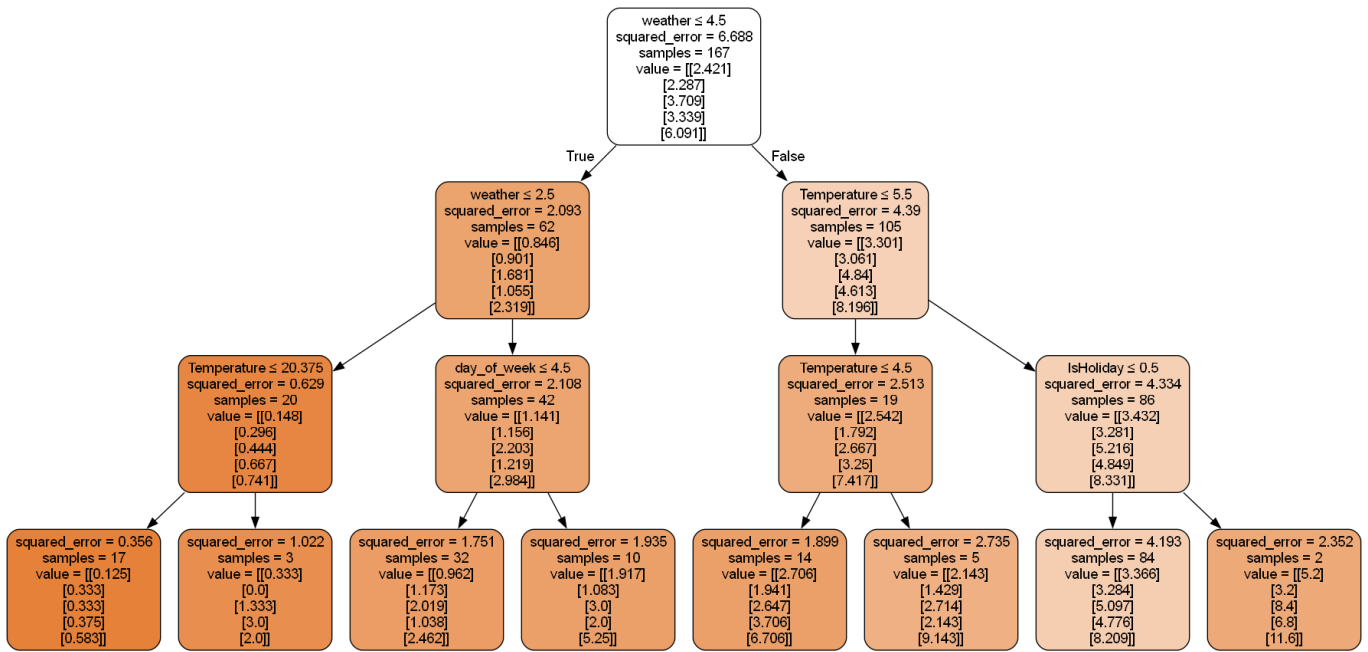 weather ≤ 4.5
squared_error = 6.688
samples = 167
value = [[2.421]
[2.287]
[3.709]
[3.339]
[6.091]]
True
False
weather ≤ 2.5
squared_error = 2.093
samples = 62
value = [[0.846]
[0.901]
[1.681]
[1.055]
[2.319]]
Temperature ≤ 5.5
squared_error = 4.39
samples = 105
value = [[3.301]
[3.061]
[4.84]
[4.613]
[8.196]]
Temperature ≤ 20.375
squared_error = 0.629
samples = 20
value = [[0.148]
[0.296]
[0.444]
[0.667]
[0.741]]
day_of_week ≤ 4.5
squared_error = 2.108
samples = 42
value = [[1.141]
[1.156]
[2.203]
[1.219]
[2.984]]
Temperature ≤ 4.5
squared_error = 2.513
samples = 19
value = [[2.542]
[1.792]
[2.667]
[3.25]
[7.417]]
IsHoliday ≤ 0.5
squared_error = 4.334
samples = 86
value = [[3.432]
[3.281]
[5.216]
[4.849]
[8.331]]
squared_error = 0.356
samples = 17
value = [[0.125]
[0.333]
[0.333]
[0.375]
[0.583]]
squared_error = 1.022
samples = 3
value = [[0.333]
[0.0]
[1.333]
[3.0]
[2.0]]
squared_error = 1.751
samples = 32
value = [[0.962]
[1.173]
[2.019]
[1.038]
[2.462]]
squared_error = 1.935
samples = 10
value = [[1.917]
[1.083]
[3.0]
[2.0]
[5.25]]
squared_error = 1.899
samples = 14
value = [[2.706]
[1.941]
[2.647]
[3.706]
[6.706]]
squared_error = 2.735
samples = 5
value = [[2.143]
[1.429]
[2.714]
[2.143]
[9.143]]
squared_error = 4.193
samples = 84
value = [[3.366]
[3.284]
[5.097]
[4.776]
[8.209]]
squared_error = 2.352
samples = 2
value = [[5.2]
[3.2]
[8.4]
[6.8]
[11.6]]